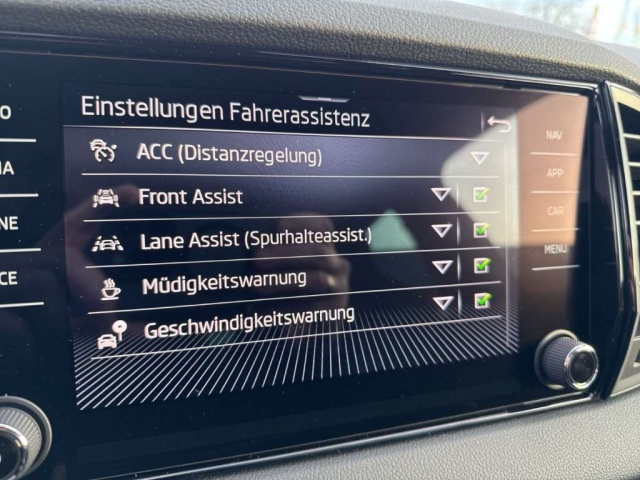 Einstellungen Fahrerassistenz
ACC (Distanzregelung)
Front Assist
Lane Assist (Spurhalteassist.)
Müdigkeitswarnung
Geschwindigkeitswarnung
NAV
APP
CAR
MENU